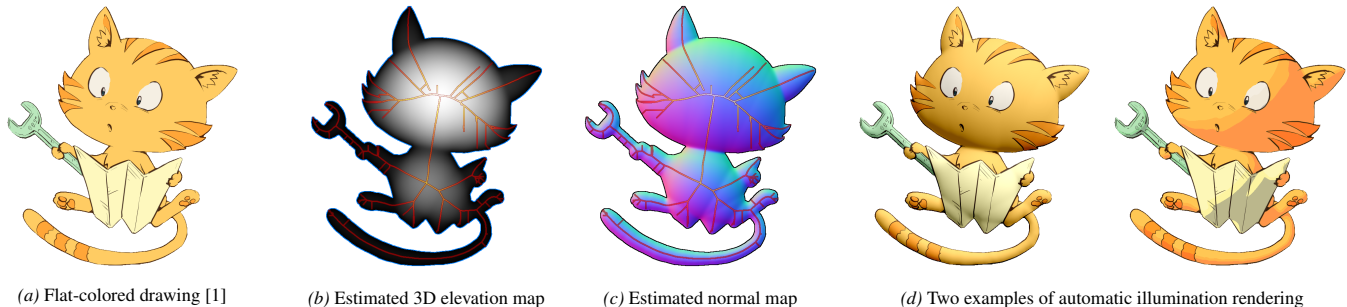 (a) Flat-colored drawing [1]
(b) Estimated 3D elevation map
(c) Estimated normal map
(d) Two examples of automatic illumination rendering